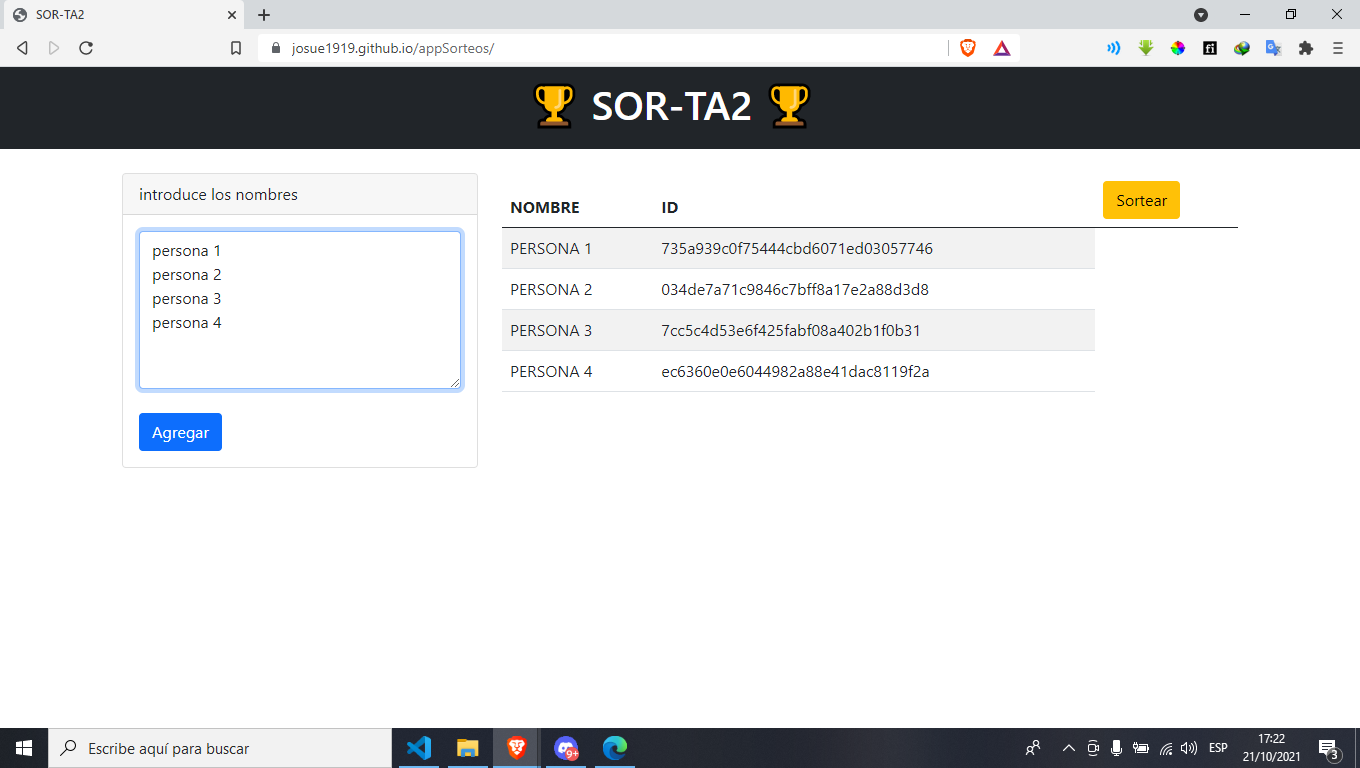 SOR-TA2
josue1919.github.io/appSorteos/
SOR-TA2
introduce los nombres
persona 1
persona 2
persona 3
persona 4
Agregar
NOMBRE ID Sortear
PERSONA 1 735a939c0f75444cbd6071ed03057746
PERSONA 2 034de7a71c9846c7bff8a17e2a88d3d8
PERSONA 3 7cc5c4d53e6f425fabf08a402b1f0b31
PERSONA 4 ec6360e0e6044982a88e41dac8119f2a
Escribe aquí para buscar
9+
ESP
17:22
21/10/2021
3